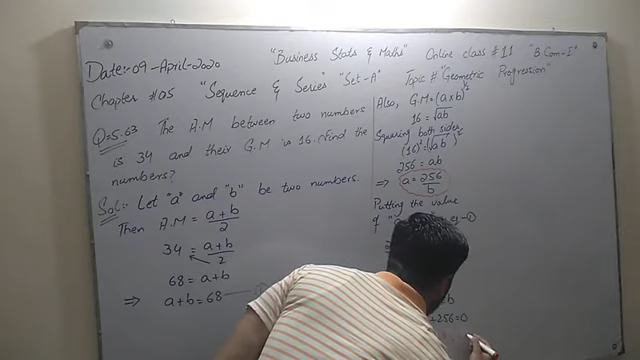 Date:- 09-April-2020
"Business Stats & Maths" Online class #11 "B.Com-I"
Chapter #05 "Sequence & Series" "Set-A" Topic # "Geometric Progression"
Q=5.63 The A.M between two numbers
is 34 and their G.M is 16. Find the
numbers?
Sol:- Let "a" and "b" be two numbers.
Then A.M = a+b/2
34 = a+b/2
68 = a+b
⇒ a+b = 68
Also, G.M = (a×b)^½
16 = √ab
Squaring both sides
(16)² = (√ab)²
256 = ab
⇒ a = 256/b
Putting the value
of
+256=0